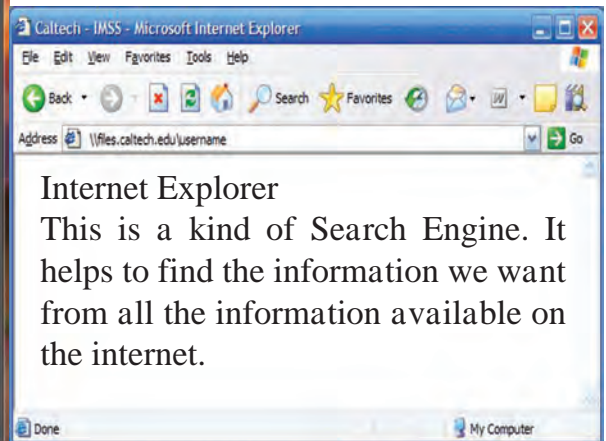 Caltech - IMSS - Microsoft Internet Explorer
File Edit View Favorites Tools Help
Back Search Favorites W
Address \\files.caltech.edu\username Go
Internet Explorer
This is a kind of Search Engine. It
helps to find the information we want
from all the information available on
the internet.
Done My Computer